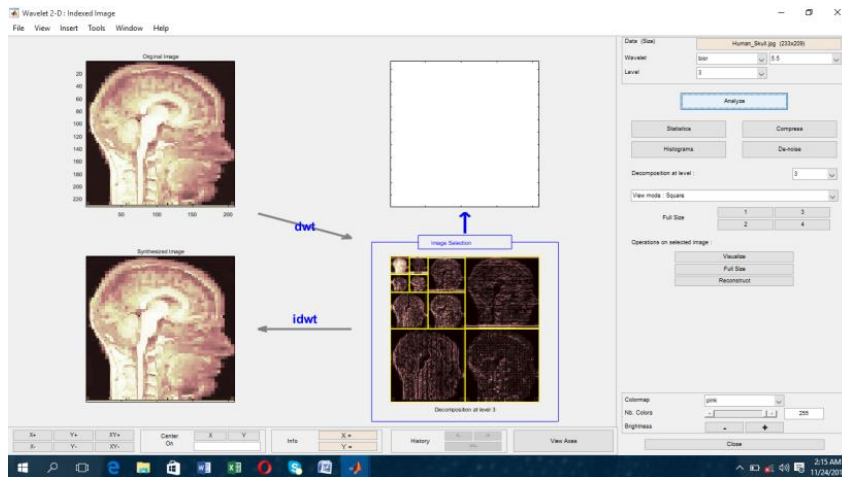 Wavelet 2-D : Indexed Image
File View Insert Tools Window Help
Original Image
20
40
60
80
100
120
140
160
180
200
220
50 100 150 200
dwt
Synthesized Image
idwt
Image Selection
Decomposition at level 3
Data (Size) Human_Skull.jpg (233x209)
Wavelet bior 5.5
Level 3
Analyze
Statistics Compress
Histograms De-noise
Decomposition at level : 3
View mode : Square
Full Size 1 3
2 4
Operations on selected image :
Visualize
Full Size
Reconstruct
Colormap pink
Nb. Colors - 255
Brightness - +
Close
X+ Y+ XY+
X- Y- XY-
Center On X Y
Info X =
Y =
History
View Axes
2:15 AM